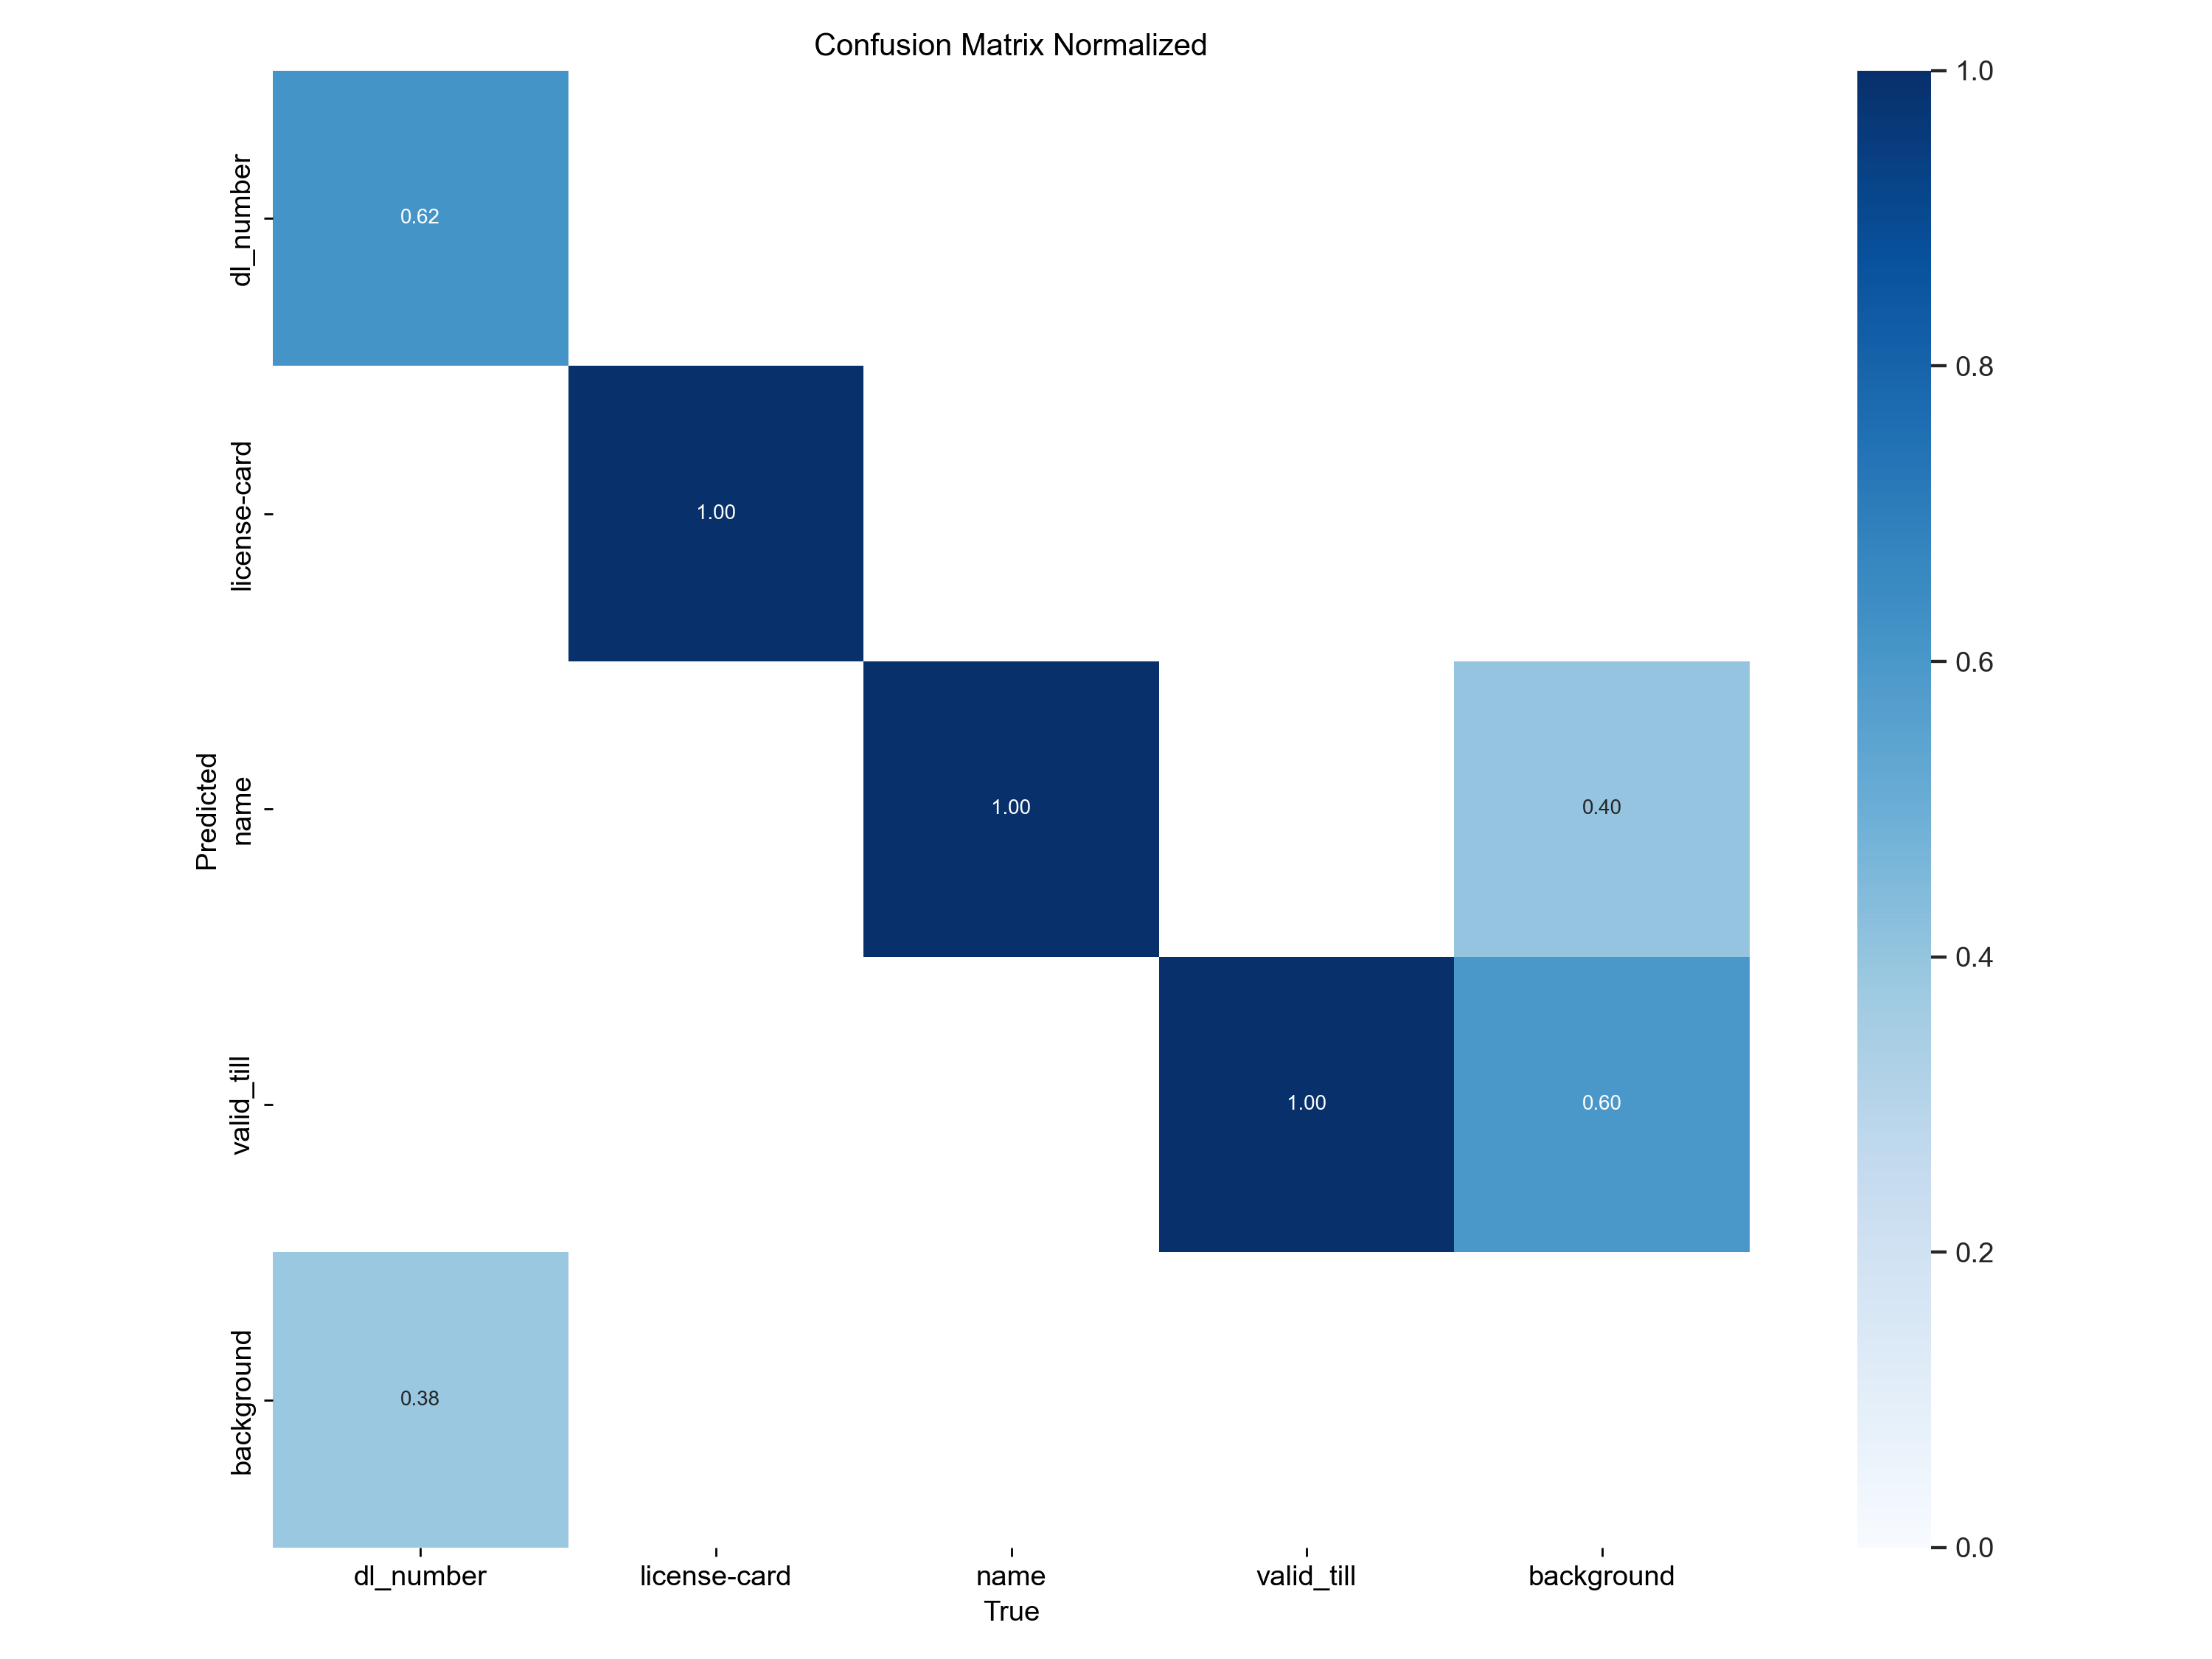 Confusion Matrix Normalized
1.0
0.8
0.6
0.4
0.2
0.0
Predicted
dl_number
license-card
name
valid_till
background
0.62
1.00
1.00
0.40
1.00
0.60
0.38
dl_number
license-card
name
valid_till
background
True